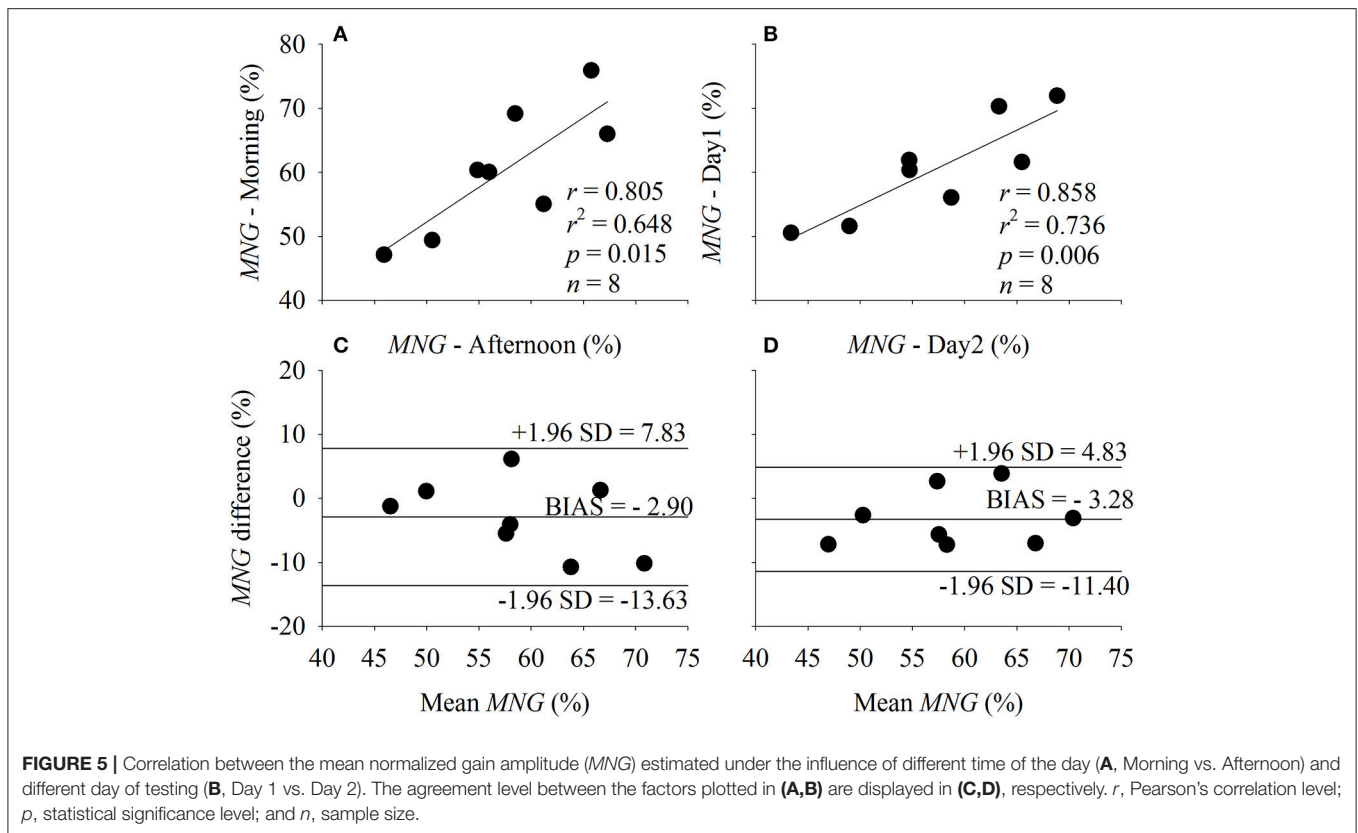 A
MNG - Morning (%)
80
70
60
50
40
r = 0.805
r² = 0.648
p = 0.015
n = 8
MNG - Afternoon (%)
B
MNG - Day1 (%)
r = 0.858
r² = 0.736
p = 0.006
n = 8
MNG - Day2 (%)
C
MNG difference (%)
20
10
0
-10
-20
+1.96 SD = 7.83
BIAS = - 2.90
-1.96 SD = -13.63
40 45 50 55 60 65 70 75
Mean MNG (%)
D
+1.96 SD = 4.83
BIAS = - 3.28
-1.96 SD = -11.40
40 45 50 55 60 65 70 75
Mean MNG (%)
FIGURE 5 | Correlation between the mean normalized gain amplitude (MNG) estimated under the influence of different time of the day (A, Morning vs. Afternoon) and
different day of testing (B, Day 1 vs. Day 2). The agreement level between the factors plotted in (A,B) are displayed in (C,D), respectively. r, Pearson's correlation level;
p, statistical significance level; and n, sample size.